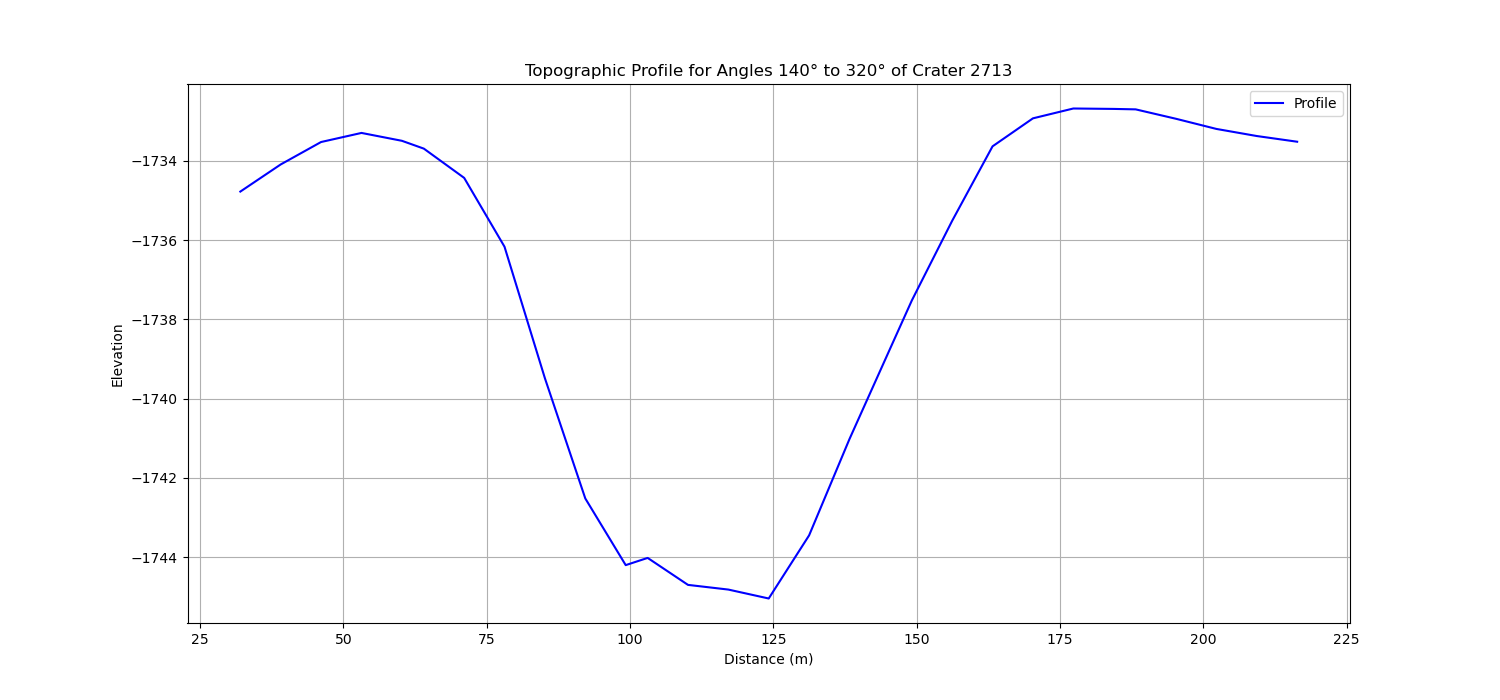 Topographic Profile for Angles 140° to 320° of Crater 2713
Profile
Elevation
−1734
−1736
−1738
−1740
−1742
−1744
25 50 75 100 125 150 175 200 225
Distance (m)